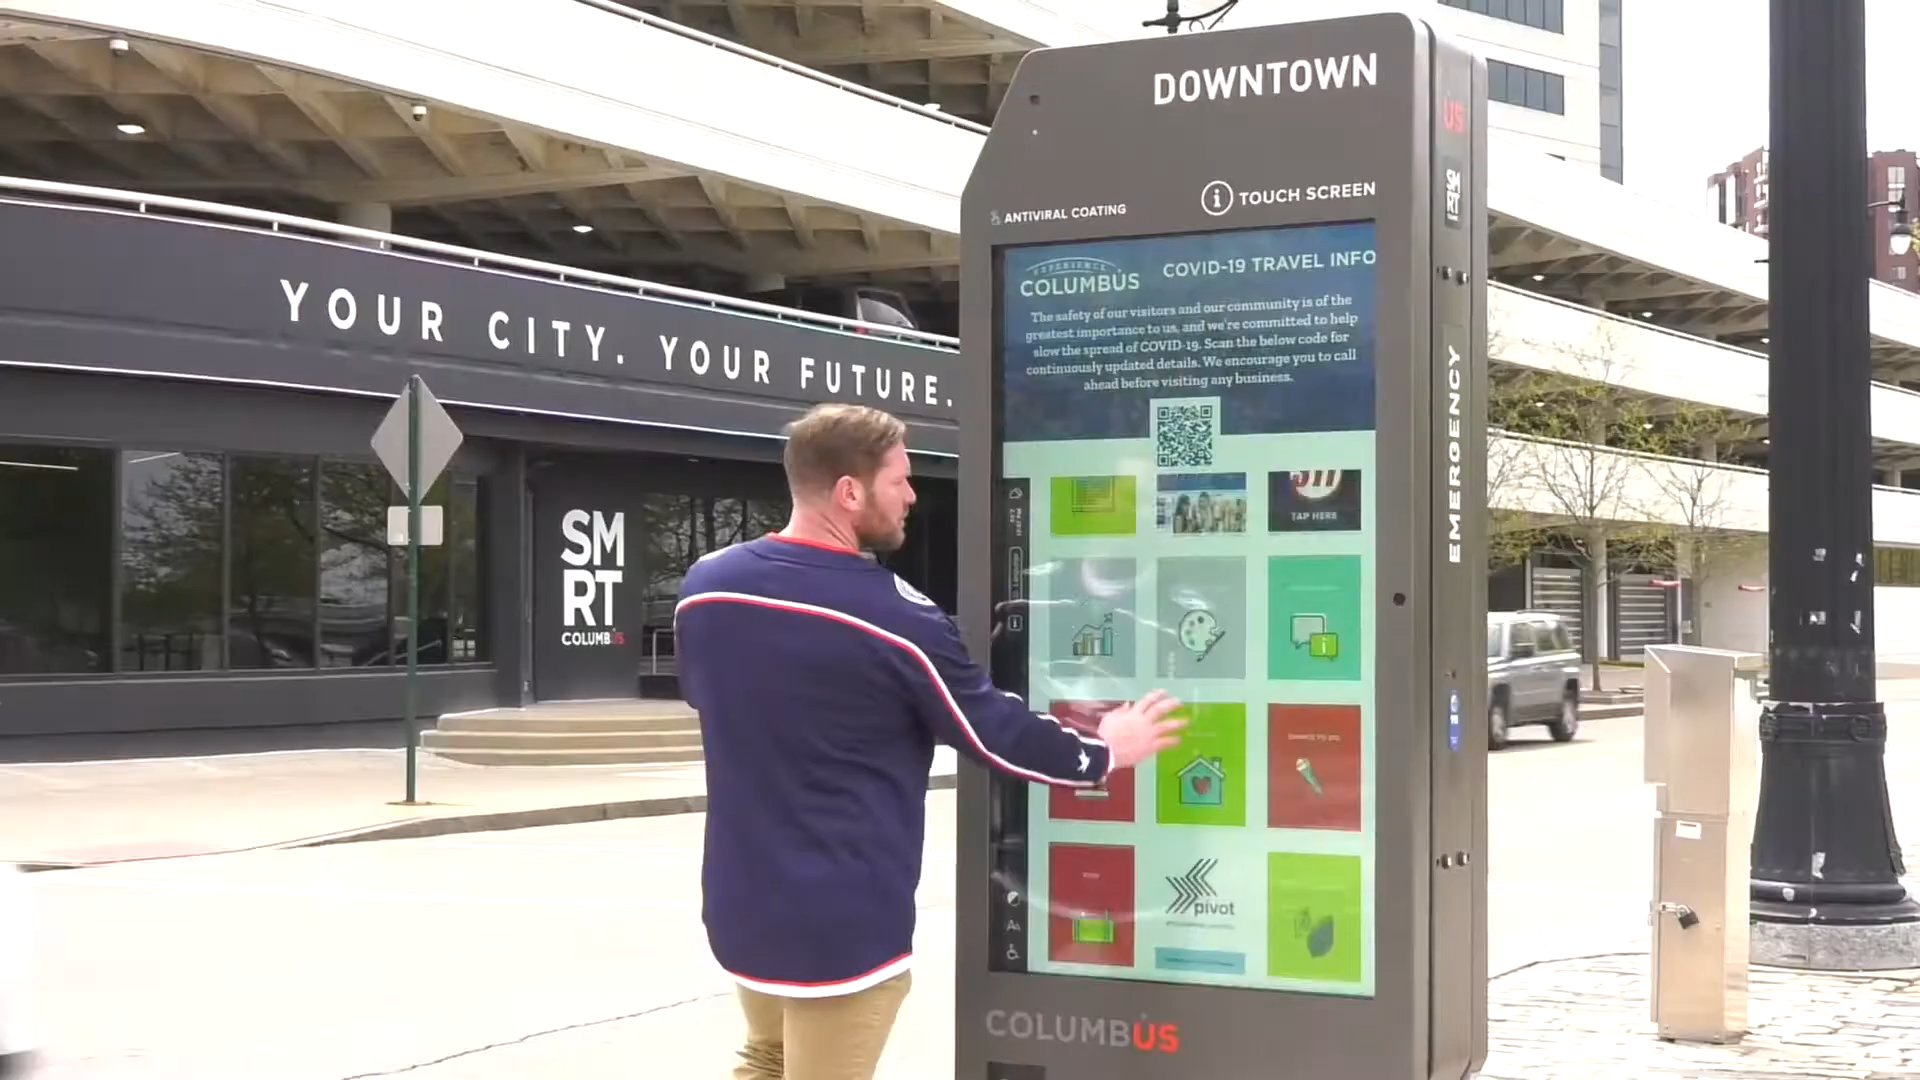 YOUR CITY. YOUR FUTURE.
SM
RT
COLUMBUS
DOWNTOWN
TOUCH SCREEN
ANTIVIRAL COATING
EXPERIENCE
COLUMBUS
COVID-19 TRAVEL INFO
The safety of our visitors and our community is of the
greatest importance to us, and we're committed to help
slow the spread of COVID-19. Scan the below code for
continuously updated details. We encourage you to call
ahead before visiting any business.
511
TAP HERE
pivot
COLUMBUS
US
EMERGENCY